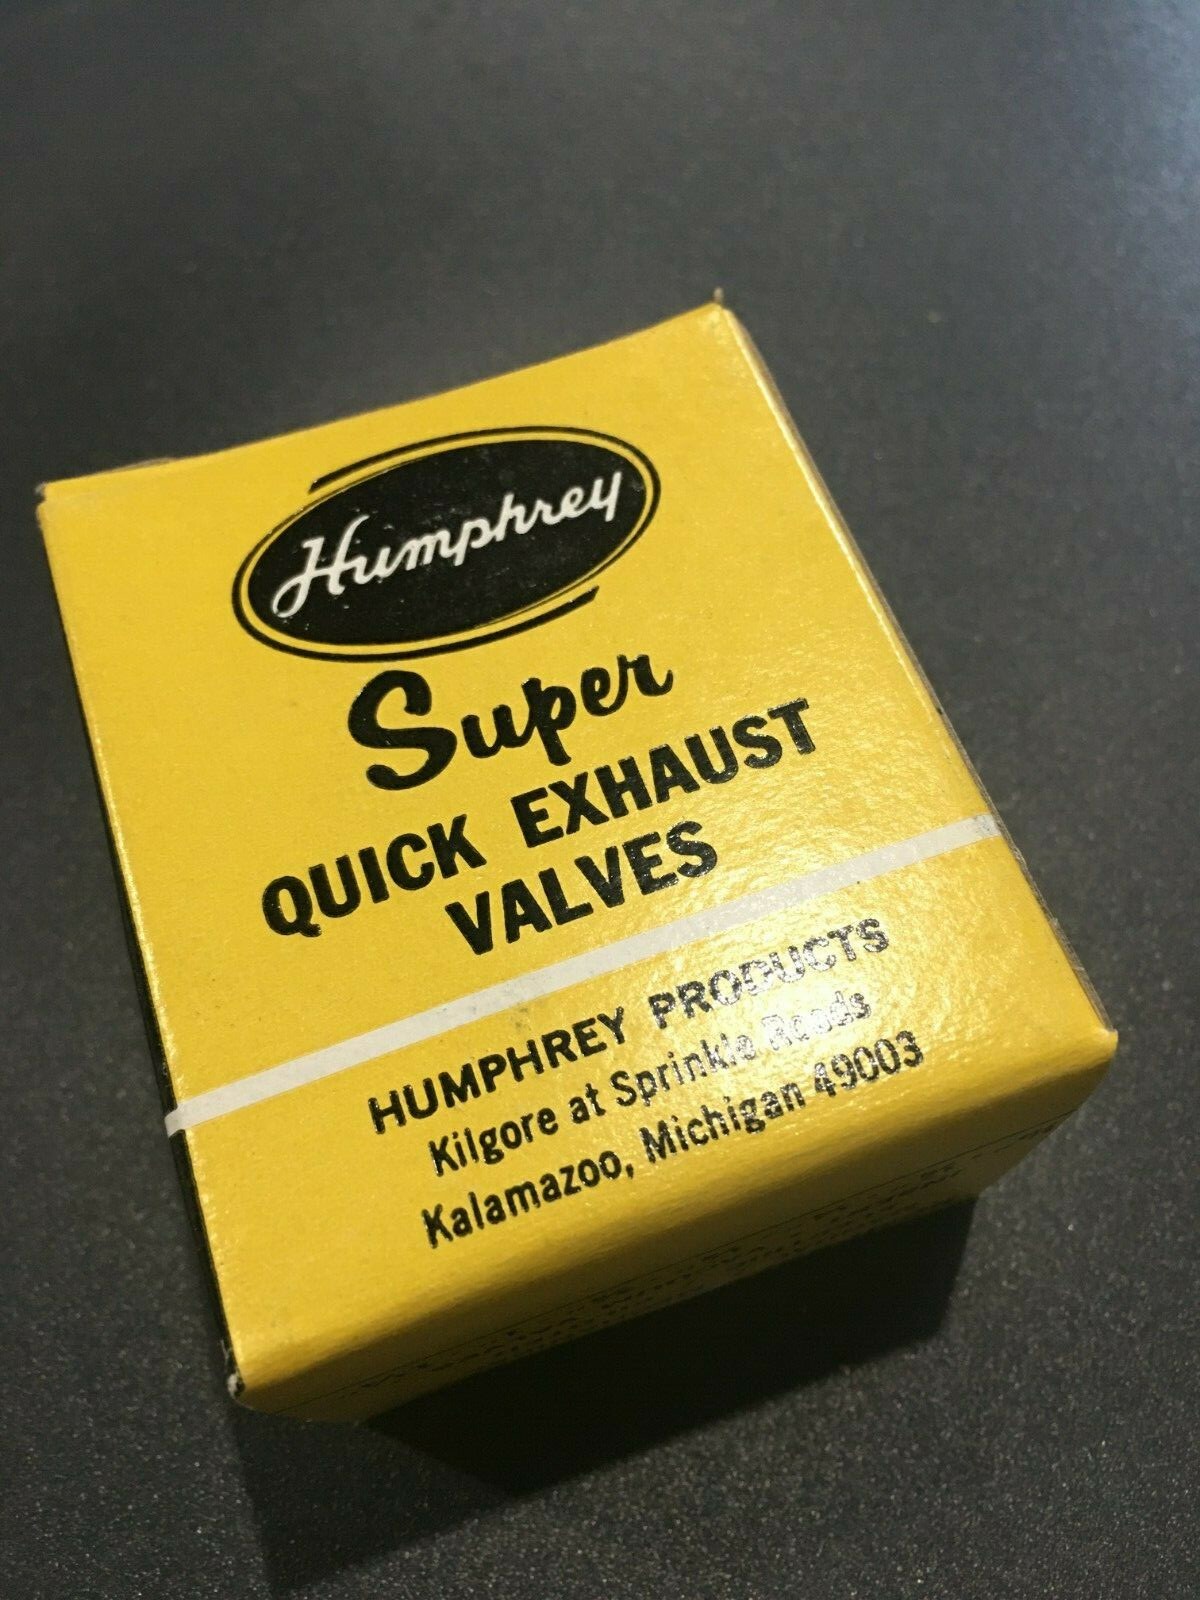 Humphrey
Super
QUICK EXHAUST
VALVES
HUMPHREY PRODUCTS
Kilgore at Sprinkle Roads
Kalamazoo, Michigan 49003